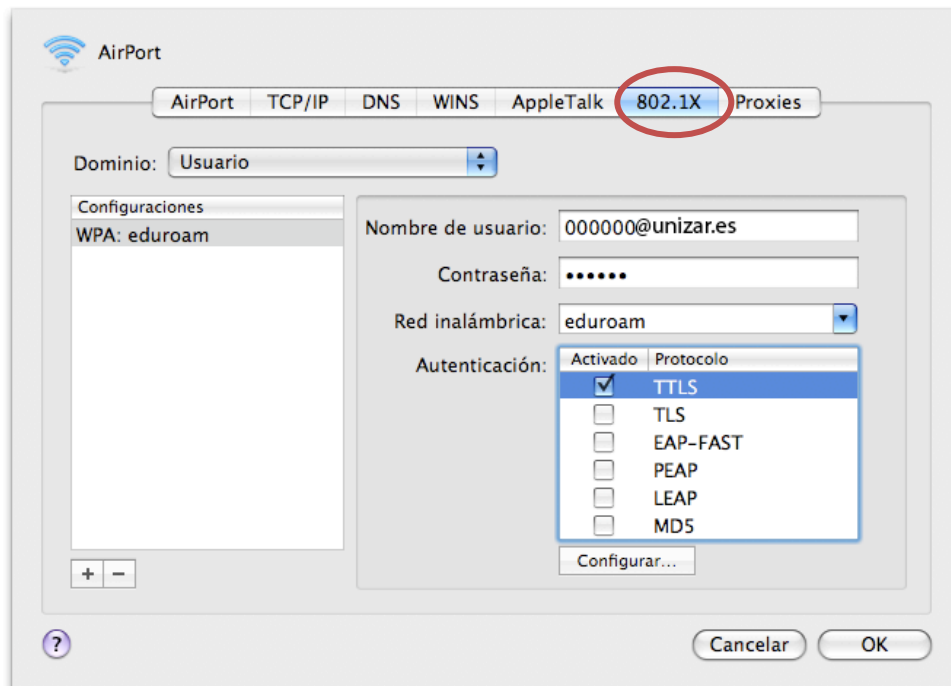 AirPort
AirPort TCP/IP DNS WINS AppleTalk 802.1X Proxies
Dominio: Usuario
Configuraciones
WPA: eduroam
Nombre de usuario: 000000@unizar.es
Contraseña: ••••••
Red inalámbrica: eduroam
Autenticación:
Activado Protocolo
TTLS
TLS
EAP-FAST
PEAP
LEAP
MD5
Configurar...
+ −
? Cancelar OK